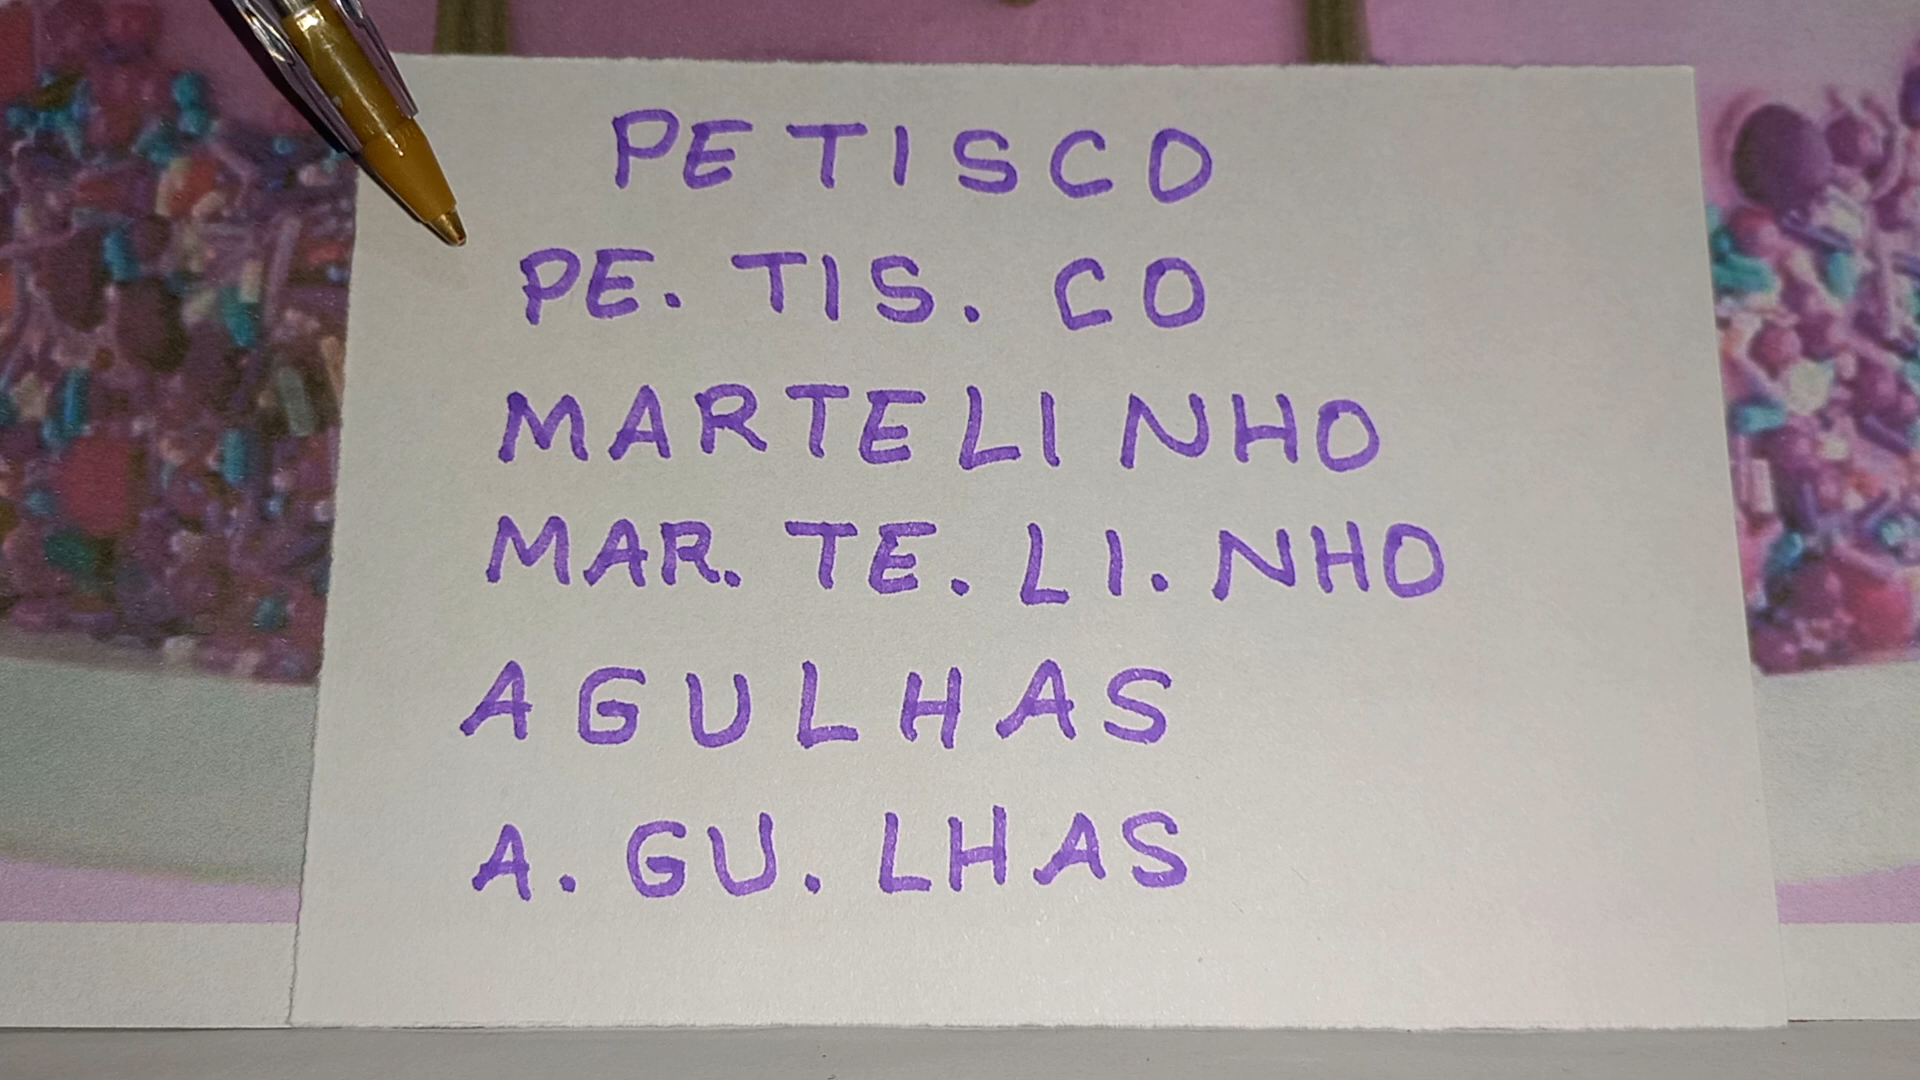 PETISCO
PE. TIS. CO
MARTELINHO
MAR. TE. LI. NHO
AGULHAS
A. GU. LHAS